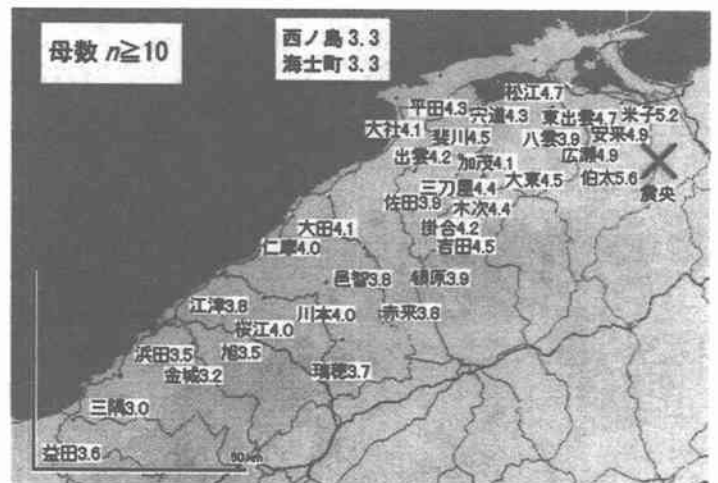 母数 n≧10
西ノ島 3.3
海士町 3.3
松江4.7
平田4.3
宍道4.3
東出雲4.7
米子5.2
大社4.1
斐川4.5
八雲3.9
安来4.9
出雲4.2
加茂4.1
広瀬4.9
三刀屋4.4
大東4.5
伯太5.6
震央
佐田3.9
木次4.4
掛合4.2
大田4.1
吉田4.5
仁摩4.0
邑智3.8
頓原3.9
江津3.8
川本4.0
赤来3.8
桜江4.0
浜田3.5
旭3.5
金城3.2
瑞穂3.7
三隅3.0
益田3.6
50 km